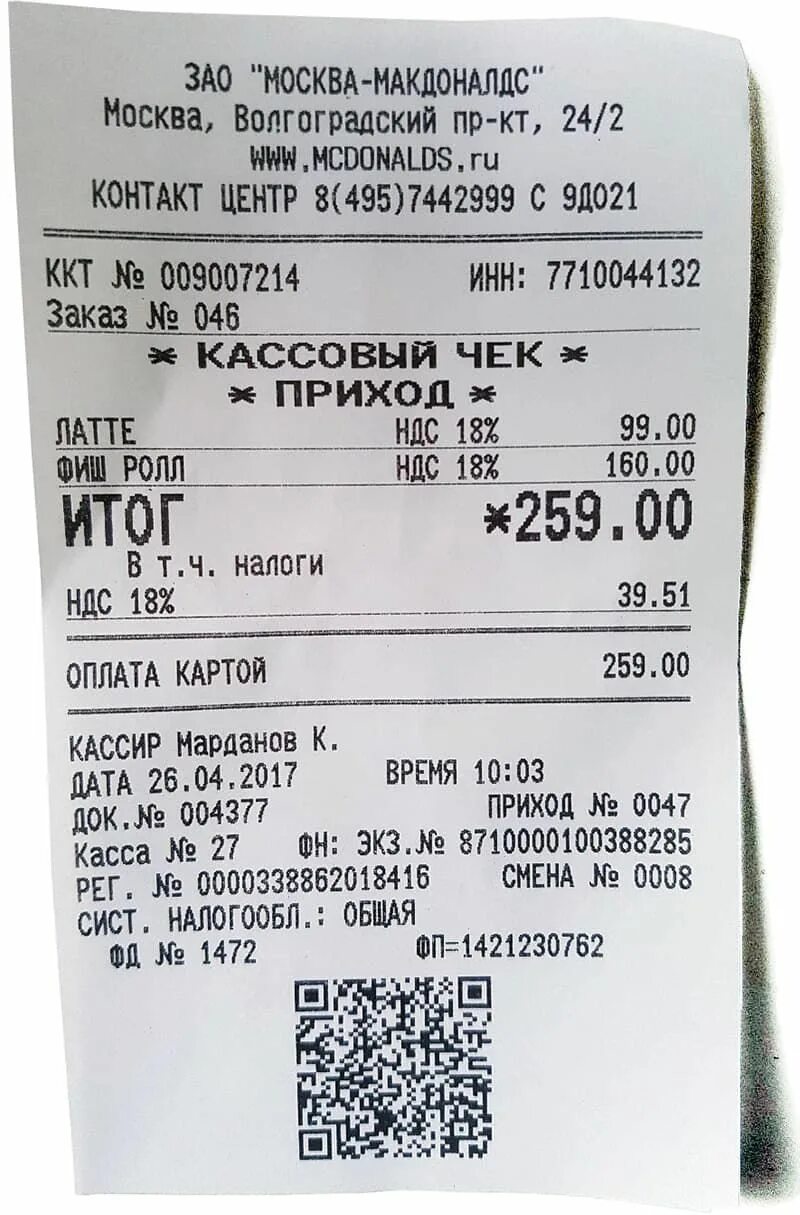 ЗАО "МОСКВА-МАКДОНАЛДС"
Москва, Волгоградский пр-кт, 24/2
WWW.MCDONALDS.ru
КОНТАКТ ЦЕНТР 8(495)7442999 С 9ДО21
ККТ № 009007214 ИНН: 7710044132
Заказ № 046
* КАССОВЫЙ ЧЕК *
* ПРИХОД *
ЛАТТЕ НДС 18% 99.00
ФИШ РОЛЛ НДС 18% 160.00
ИТОГ *259.00
В т.ч. налоги
НДС 18% 39.51
ОПЛАТА КАРТОЙ 259.00
КАССИР Марданов К.
ДАТА 26.04.2017 ВРЕМЯ 10:03
ДОК.№ 004377 ПРИХОД № 0047
Касса № 27 ФН: ЭКЗ.№ 8710000100388285
РЕГ. № 0000338862018416 СМЕНА № 0008
СИСТ. НАЛОГООБЛ.: ОБЩАЯ
ФД № 1472 ФП=1421230762